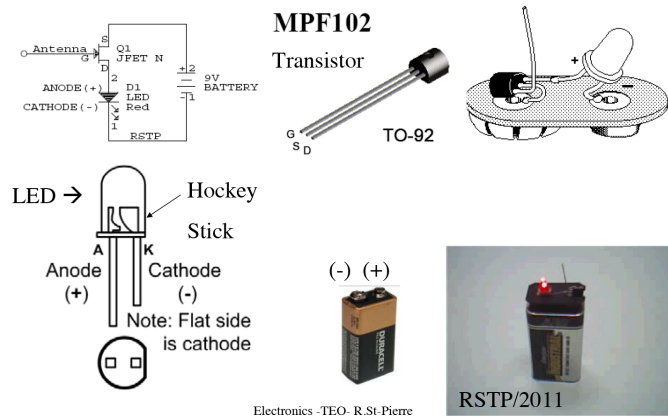 S
Antenna
G
Q1
JFET N
D
2
ANODE(+)
D1
LED
Red
CATHODE(-)
1
RSTP
+ 2
9V
BATTERY
- 1
MPF102
Transistor
G
S D
TO-92
+
-
LED →
Hockey
Stick
A K
Anode Cathode
(+) (-)
Note: Flat side
is cathode
(-) (+)
DURACELL
RSTP/2011
Electronics -TEO- R.St-Pierre